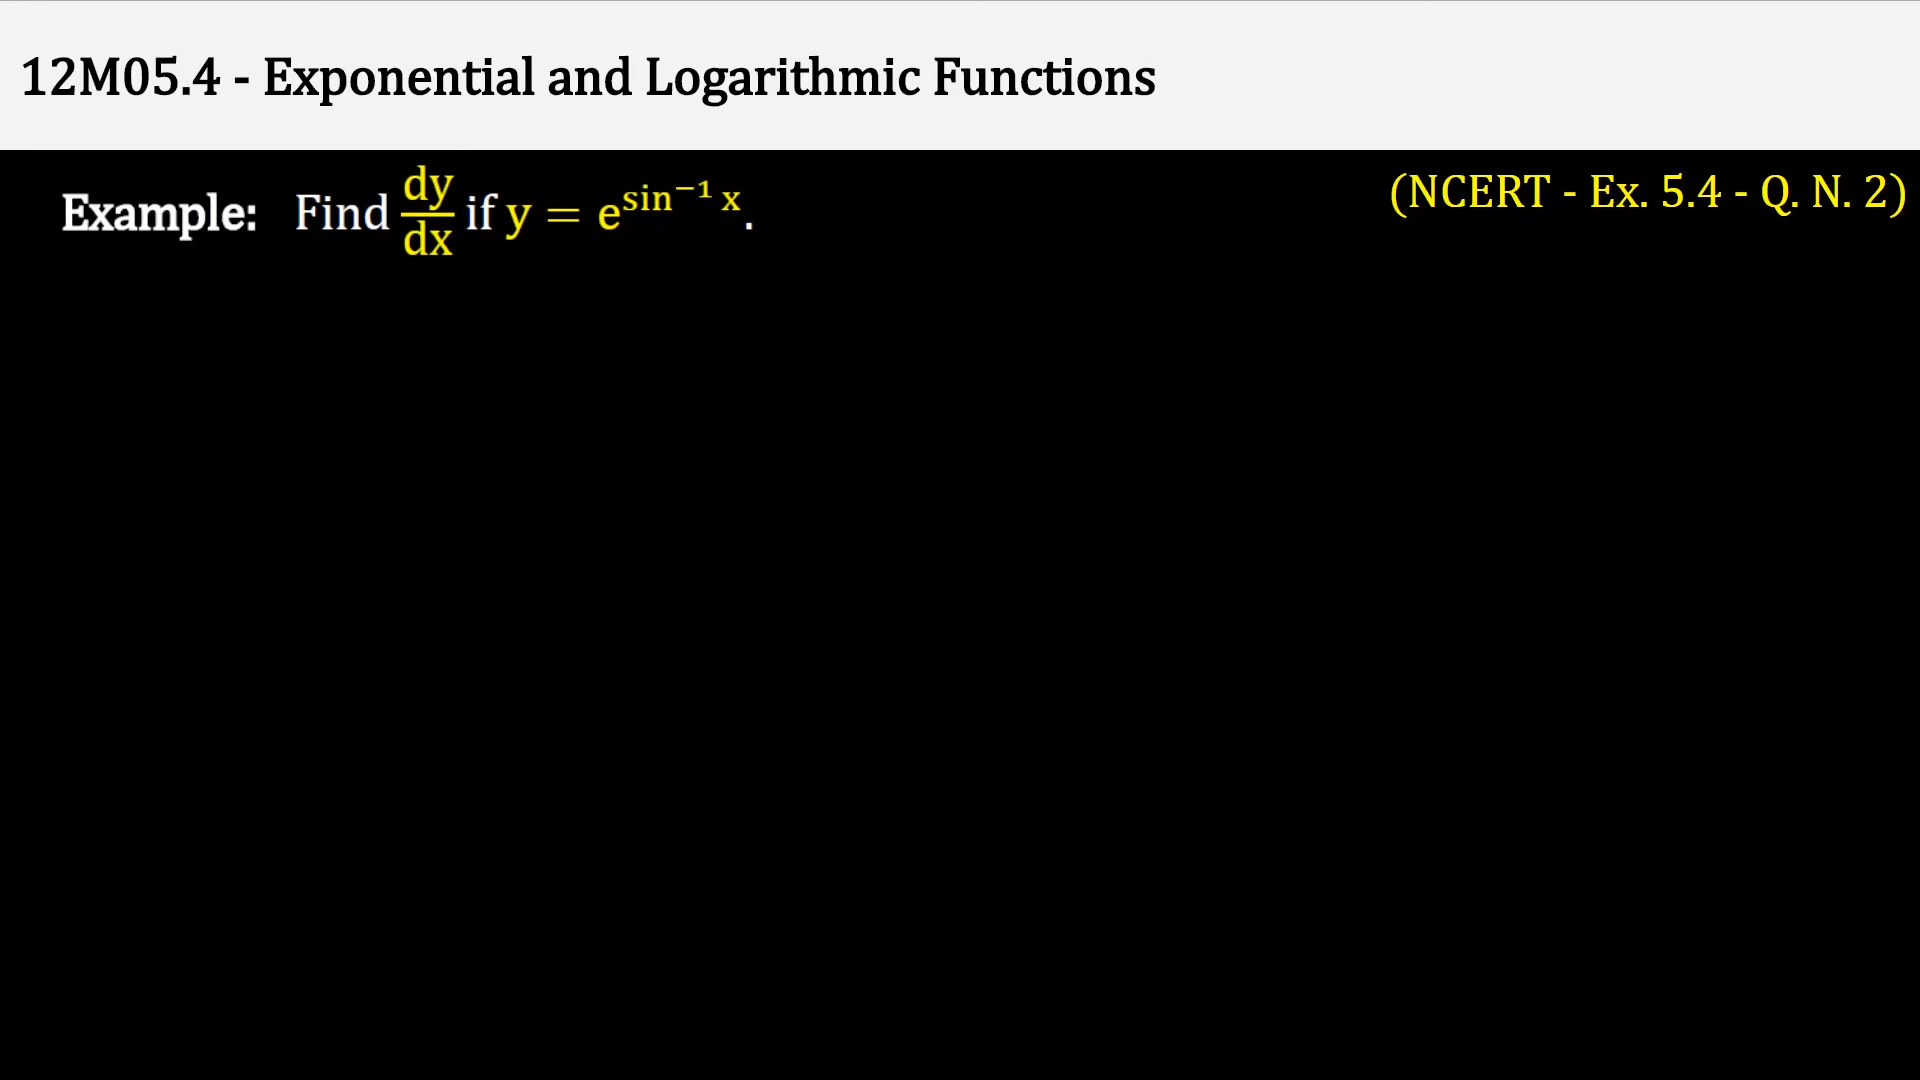 12M05.4 - Exponential and Logarithmic Functions
Example: Find dy/dx if y = e^sin⁻¹ x.
(NCERT - Ex. 5.4 - Q. N. 2)